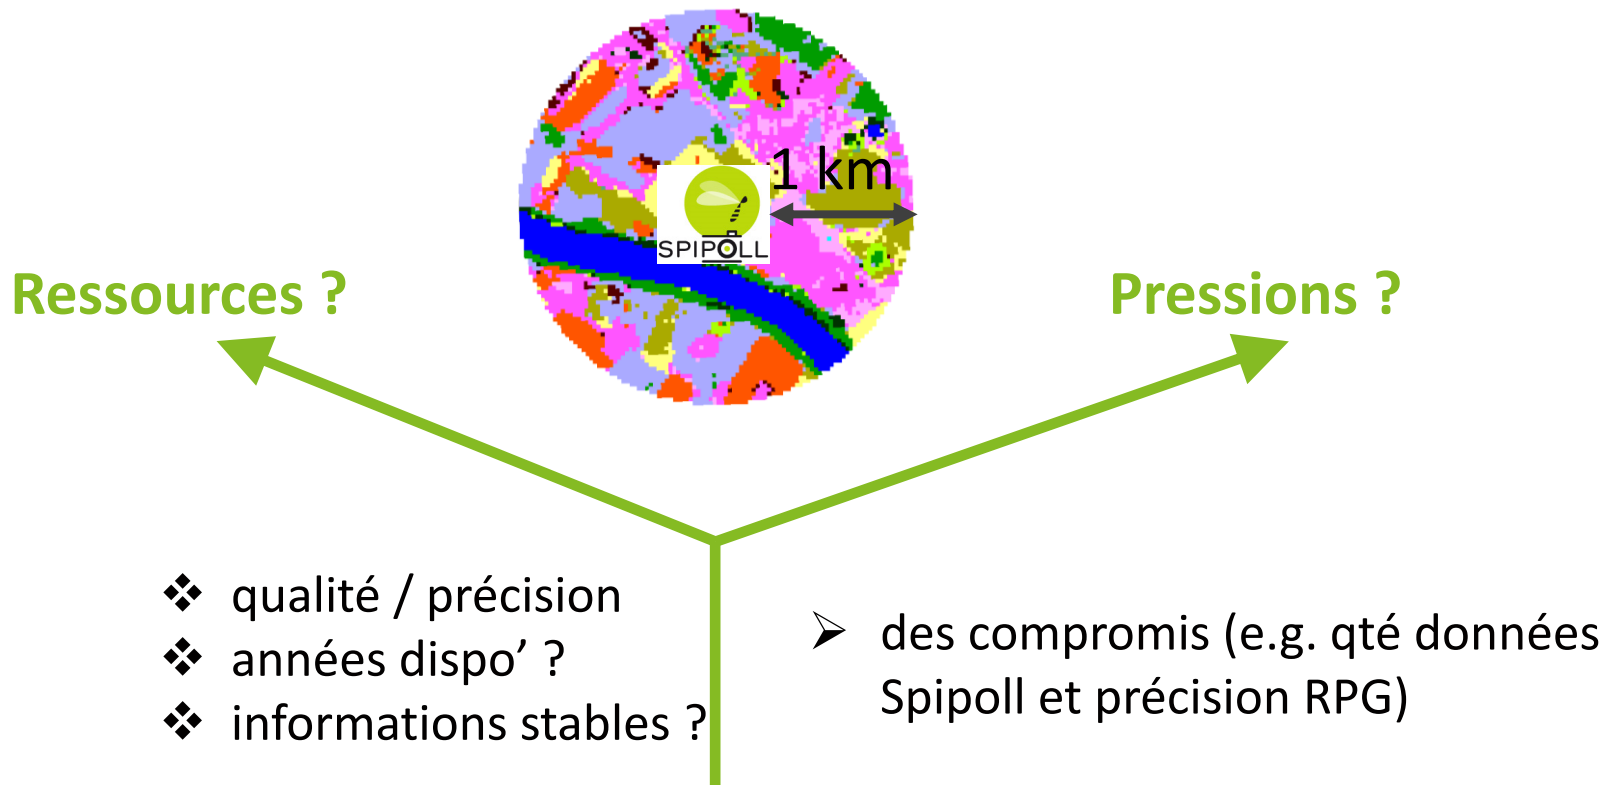 1 km
SPIPOLL
Ressources ?
Pressions ?
❖ qualité / précision
❖ années dispo’ ?
❖ informations stables ?
➢ des compromis (e.g. qté données
Spipoll et précision RPG)